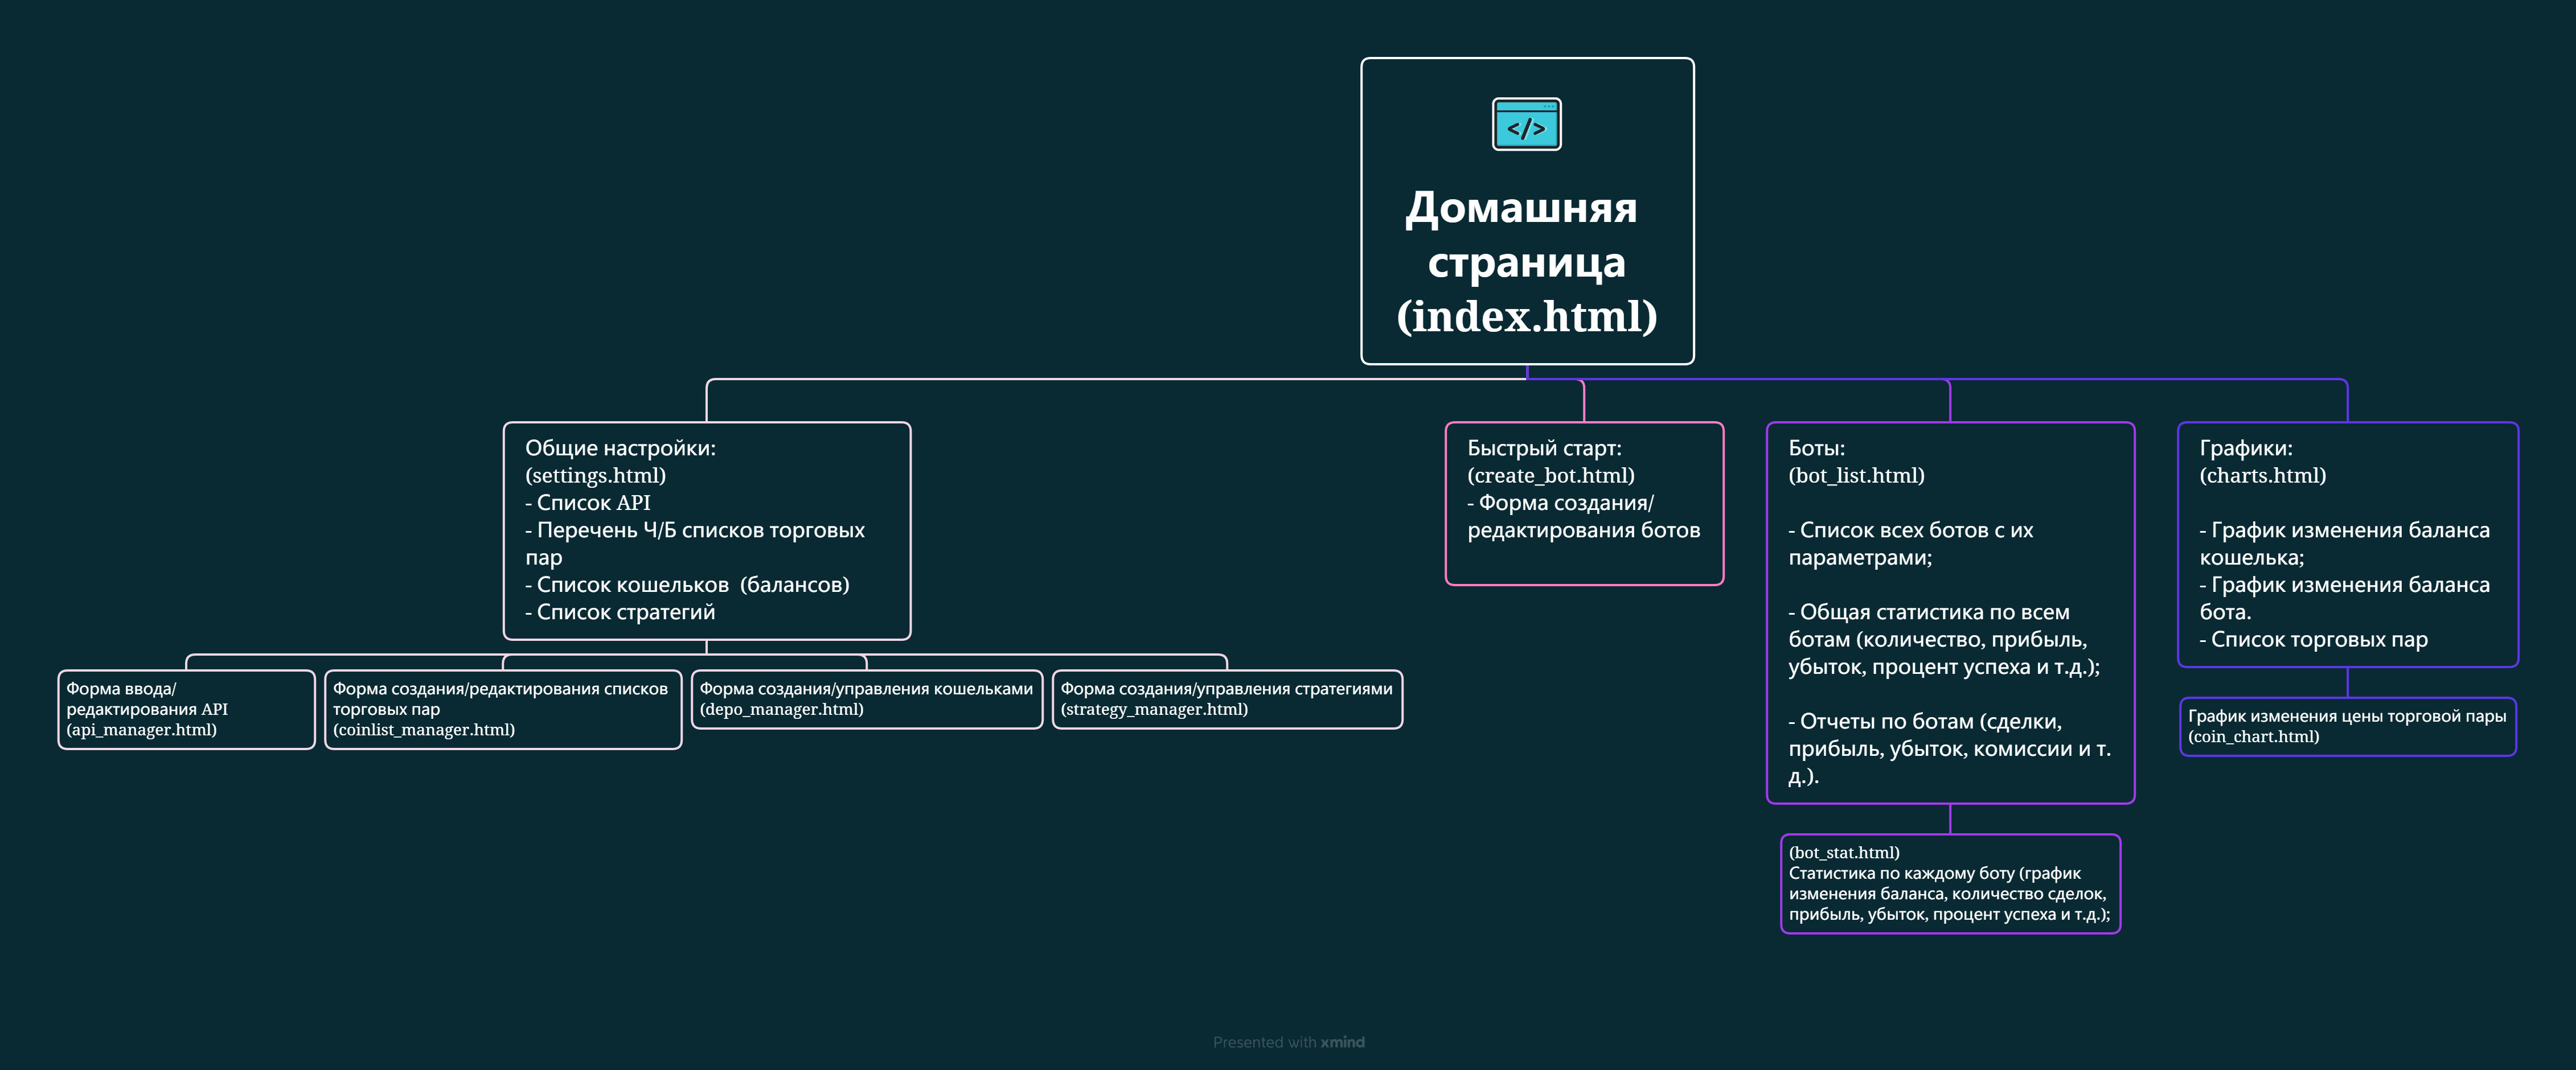 </>
Домашняя
страница
(index.html)
Общие настройки:
(settings.html)
- Список API
- Перечень Ч/Б списков торговых
пар
- Список кошельков  (балансов)
- Список стратегий
Быстрый старт:
(create_bot.html)
- Форма создания/
редактирования ботов
Боты:
(bot_list.html)
- Список всех ботов с их
параметрами;
- Общая статистика по всем
ботам (количество, прибыль,
убыток, процент успеха и т.д.);
- Отчеты по ботам (сделки,
прибыль, убыток, комиссии и т.
д.).
Графики:
(charts.html)
- График изменения баланса
кошелька;
- График изменения баланса
бота.
- Список торговых пар
Форма ввода/
редактирования API
(api_manager.html)
Форма создания/редактирования списков
торговых пар
(coinlist_manager.html)
Форма создания/управления кошельками
(depo_manager.html)
Форма создания/управления стратегиями
(strategy_manager.html)
(bot_stat.html)
Статистика по каждому боту (график
изменения баланса, количество сделок,
прибыль, убыток, процент успеха и т.д.);
График изменения цены торговой пары
(coin_chart.html)
Presented with xmind